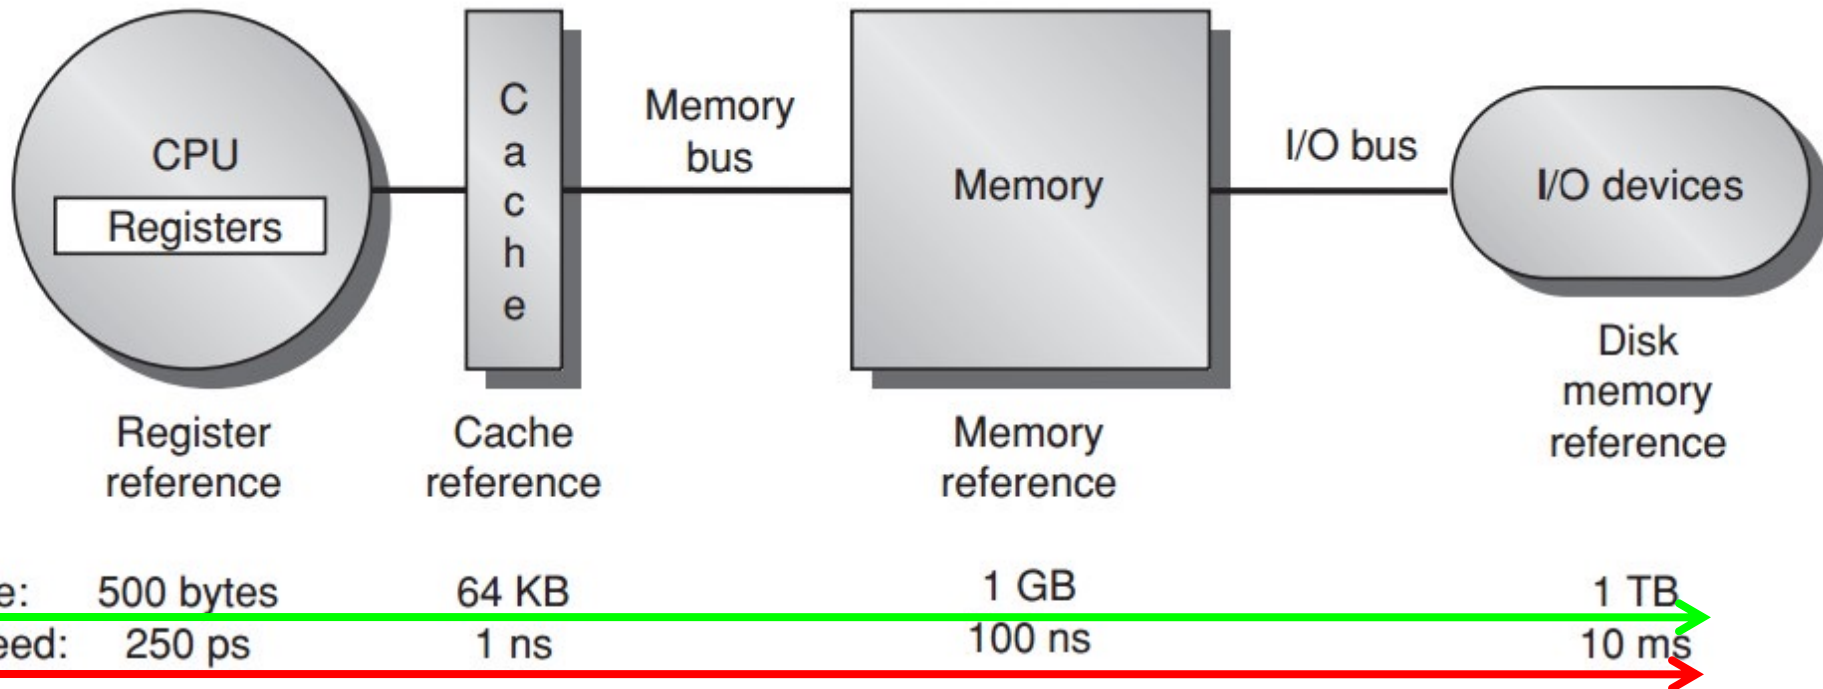 CPU
Registers
C
a
c
h
e
Memory
bus
Memory
I/O bus
I/O devices
Register
reference
Cache
reference
Memory
reference
Disk
memory
reference
e: 500 bytes 64 KB 1 GB 1 TB
eed: 250 ps 1 ns 100 ns 10 ms